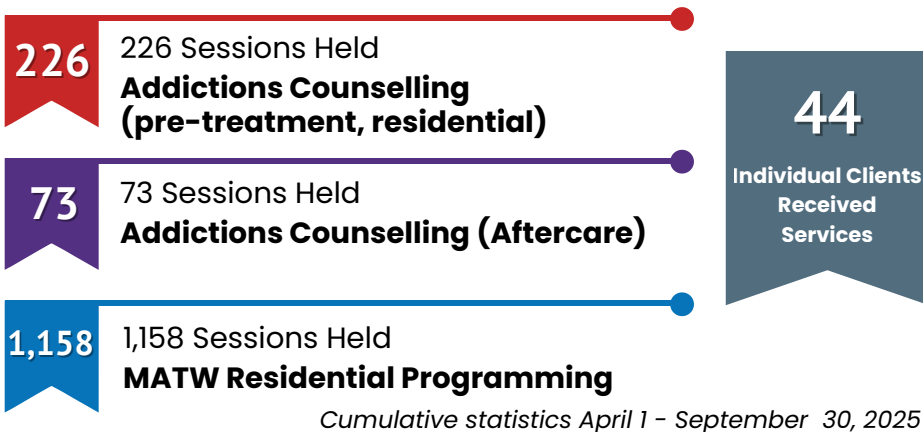 226
226 Sessions Held
Addictions Counselling
(pre-treatment, residential)
73
73 Sessions Held
Addictions Counselling (Aftercare)
1,158
1,158 Sessions Held
MATW Residential Programming
44
Individual Clients
Received
Services
Cumulative statistics April 1 - September 30, 2025